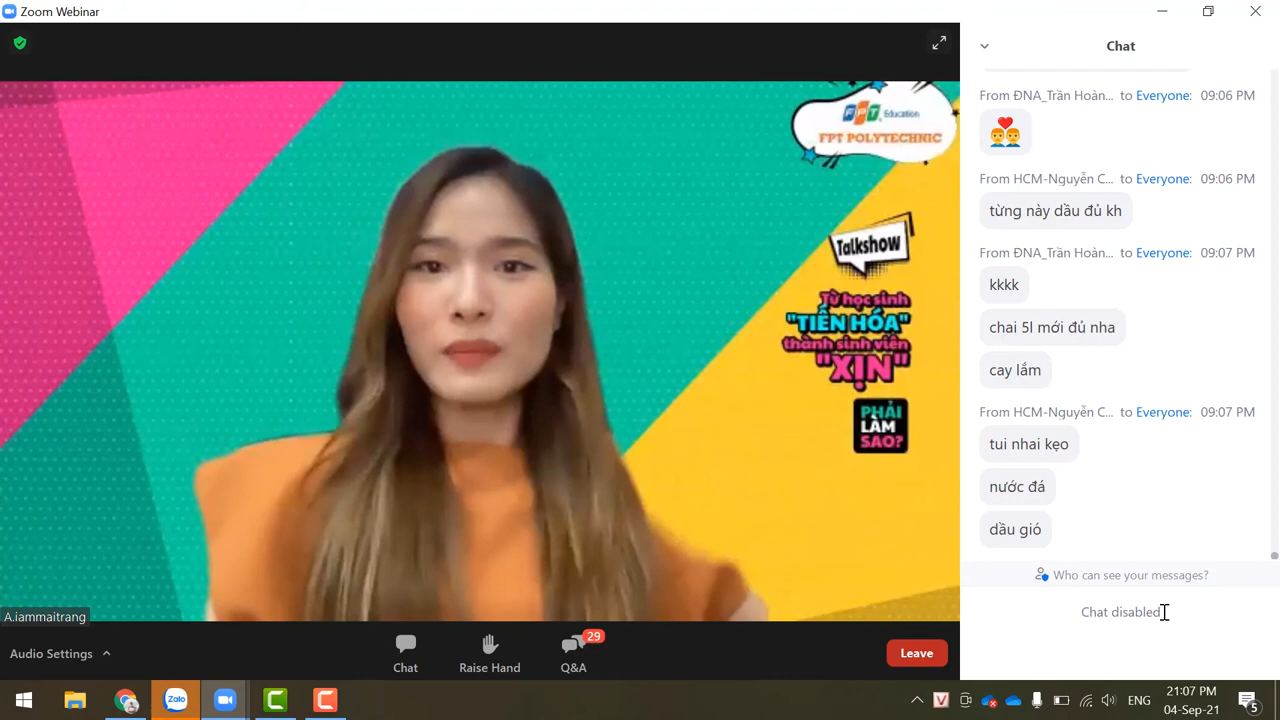 Zoom Webinar
FPT Education
FPT POLYTECHNIC
Talkshow
Từ học sinh
"TIẾN HÓA"
thành sinh viên
"XỊN"
PHẢI
LÀM
SAO?
A.iammaitrang
Audio Settings
Chat
Raise Hand
29
Q&A
Leave
Chat
From ĐNA_Trần Hoàn... to Everyone: 09:06 PM
From HCM-Nguyễn C... to Everyone: 09:06 PM
từng này dầu đủ kh
From ĐNA_Trần Hoàn... to Everyone: 09:07 PM
kkkk
chai 5l mới đủ nha
cay lắm
From HCM-Nguyễn C... to Everyone: 09:07 PM
tui nhai kẹo
nước đá
dầu gió
Who can see your messages?
Chat disabled
Zalo
ENG
21:07 PM
04-Sep-21
5